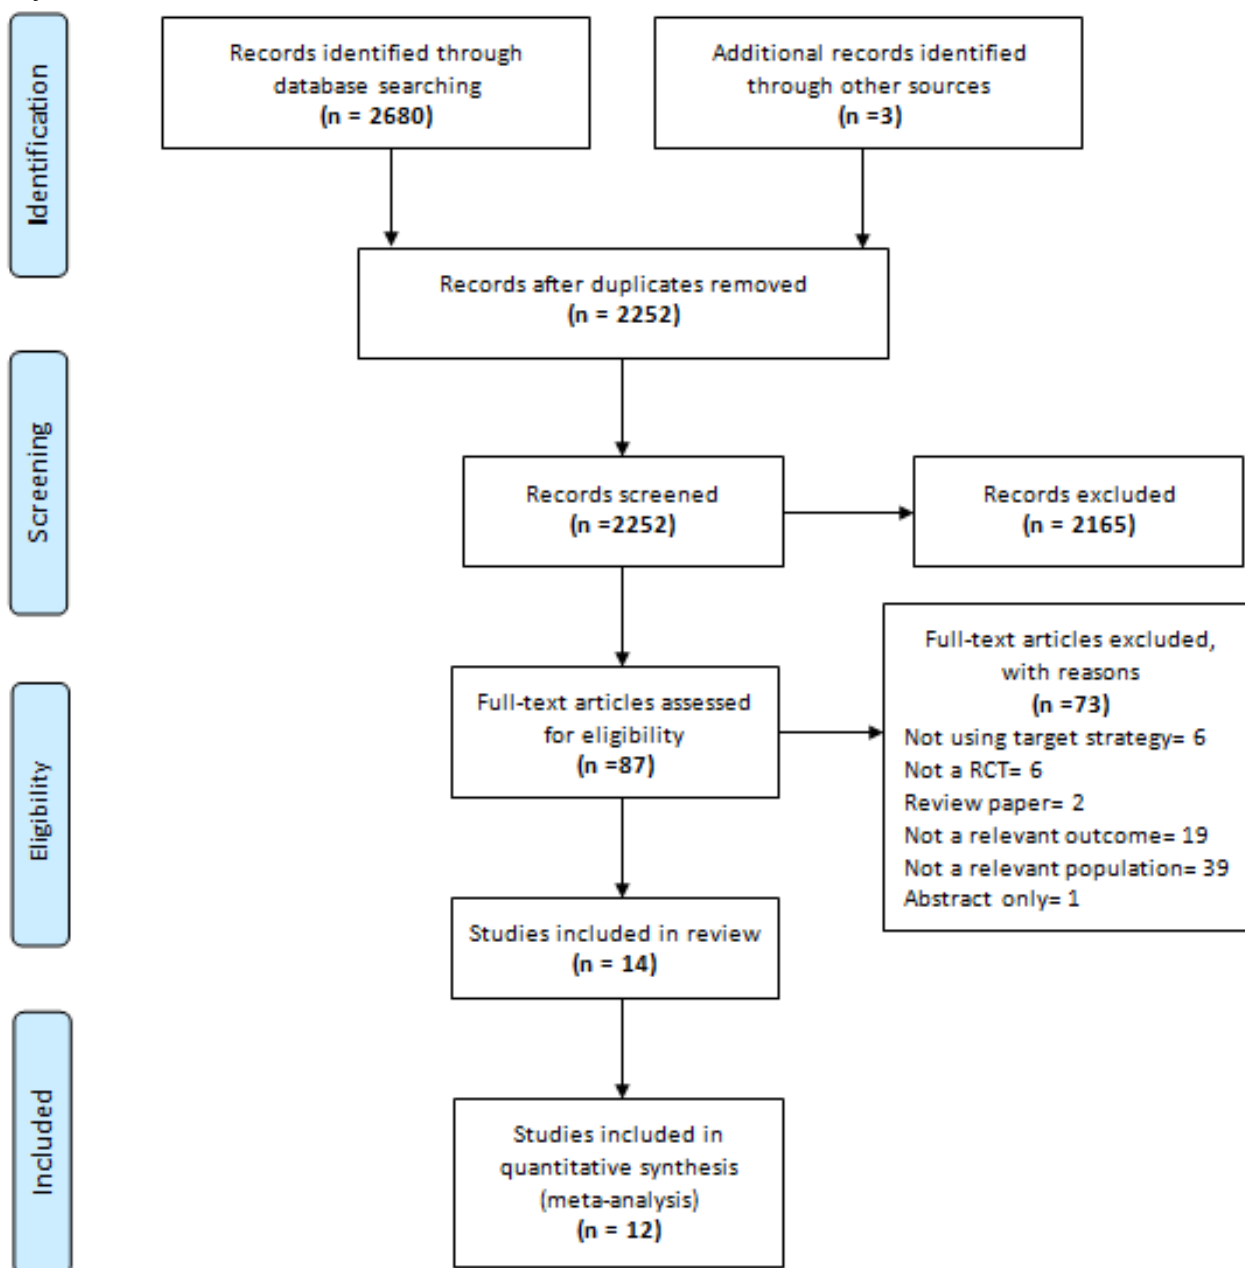 Identification
Records identified through
database searching
(n = 2680)
Additional records identified
through other sources
(n =3)
Records after duplicates removed
(n = 2252)
Screening
Records screened
(n =2252)
Records excluded
(n = 2165)
Eligibility
Full-text articles assessed
for eligibility
(n =87)
Full-text articles excluded,
with reasons
(n =73)
Not using target strategy= 6
Not a RCT= 6
Review paper= 2
Not a relevant outcome= 19
Not a relevant population= 39
Abstract only= 1
Studies included in review
(n = 14)
Included
Studies included in
quantitative synthesis
(meta-analysis)
(n = 12)